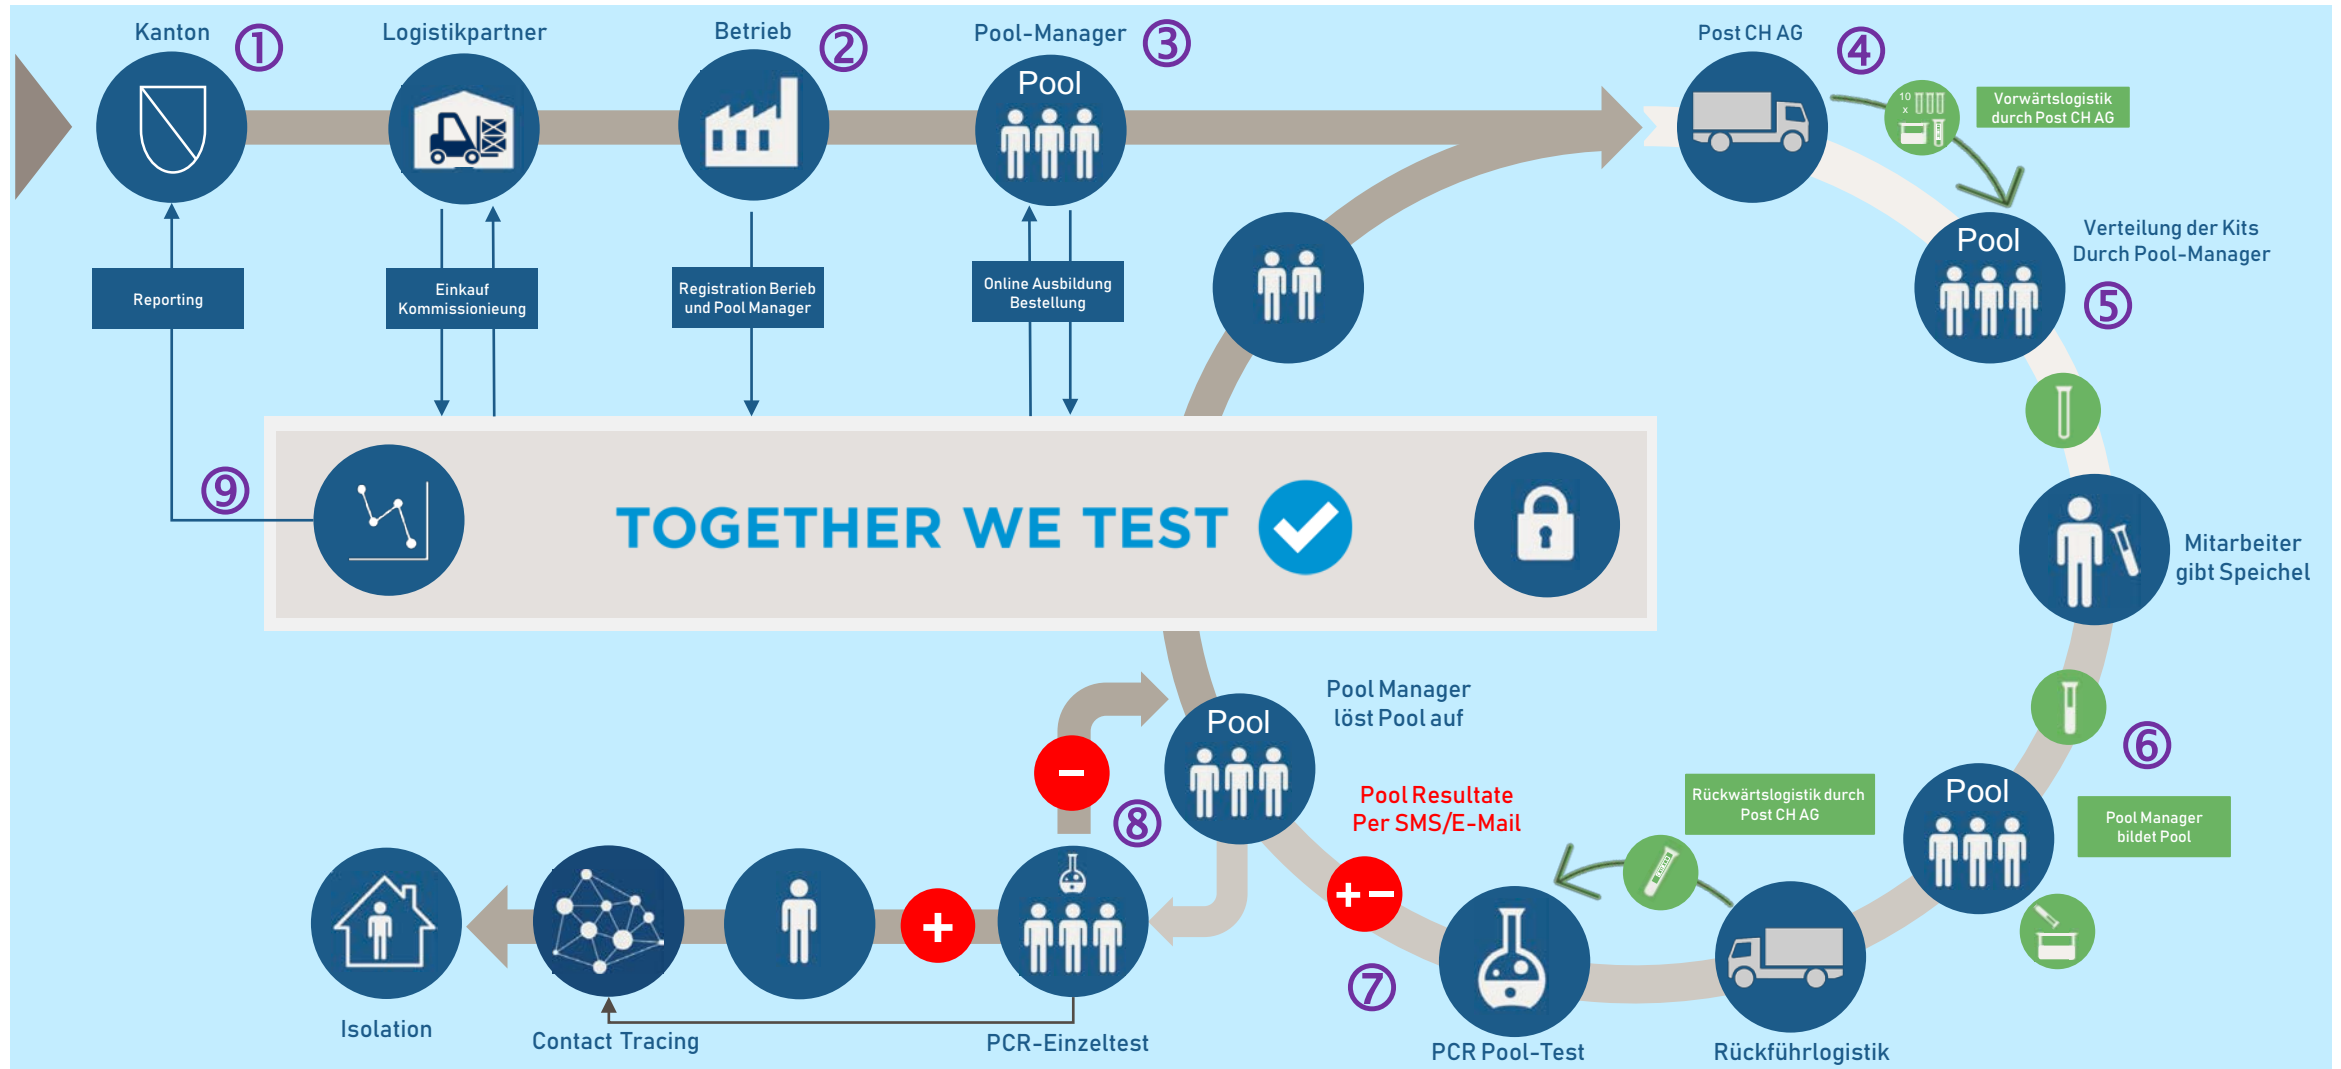 Kanton
①
Logistikpartner
Betrieb
②
Pool-Manager
③
Pool
Post CH AG
④
10
x
Vorwärtslogistik
durch Post CH AG
Pool
Verteilung der Kits
Durch Pool-Manager
⑤
Reporting
Einkauf
Kommissionieung
Registration Berieb
und Pool Manager
Online Ausbildung
Bestellung
⑨
TOGETHER WE TEST
Mitarbeiter
gibt Speichel
⑥
Pool
Pool Manager
bildet Pool
Rückwärtslogistik durch
Post CH AG
Rückführlogistik
PCR Pool-Test
⑦
+ −
Pool Resultate
Per SMS/E-Mail
Pool Manager
löst Pool auf
Pool
⑧
−
+
PCR-Einzeltest
Contact Tracing
Isolation